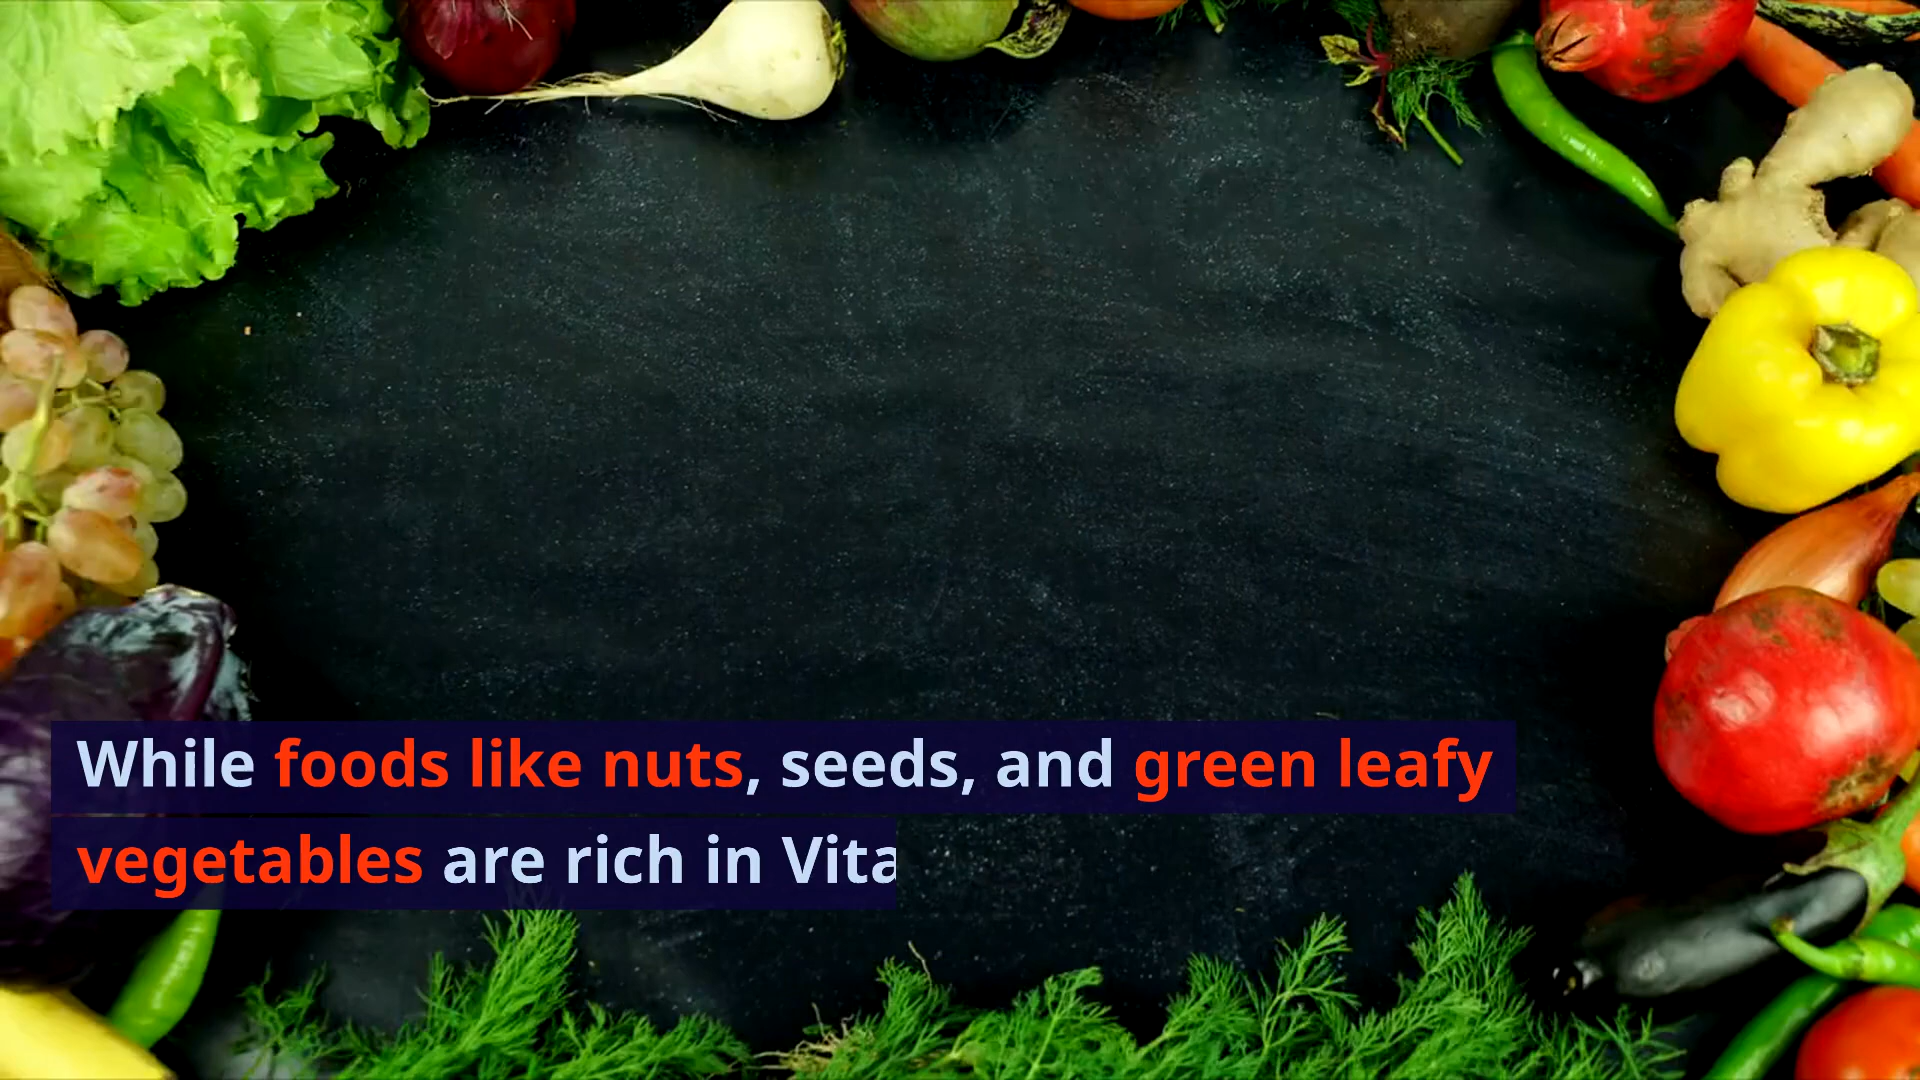 While foods like nuts, seeds, and green leafy
vegetables are rich in Vita